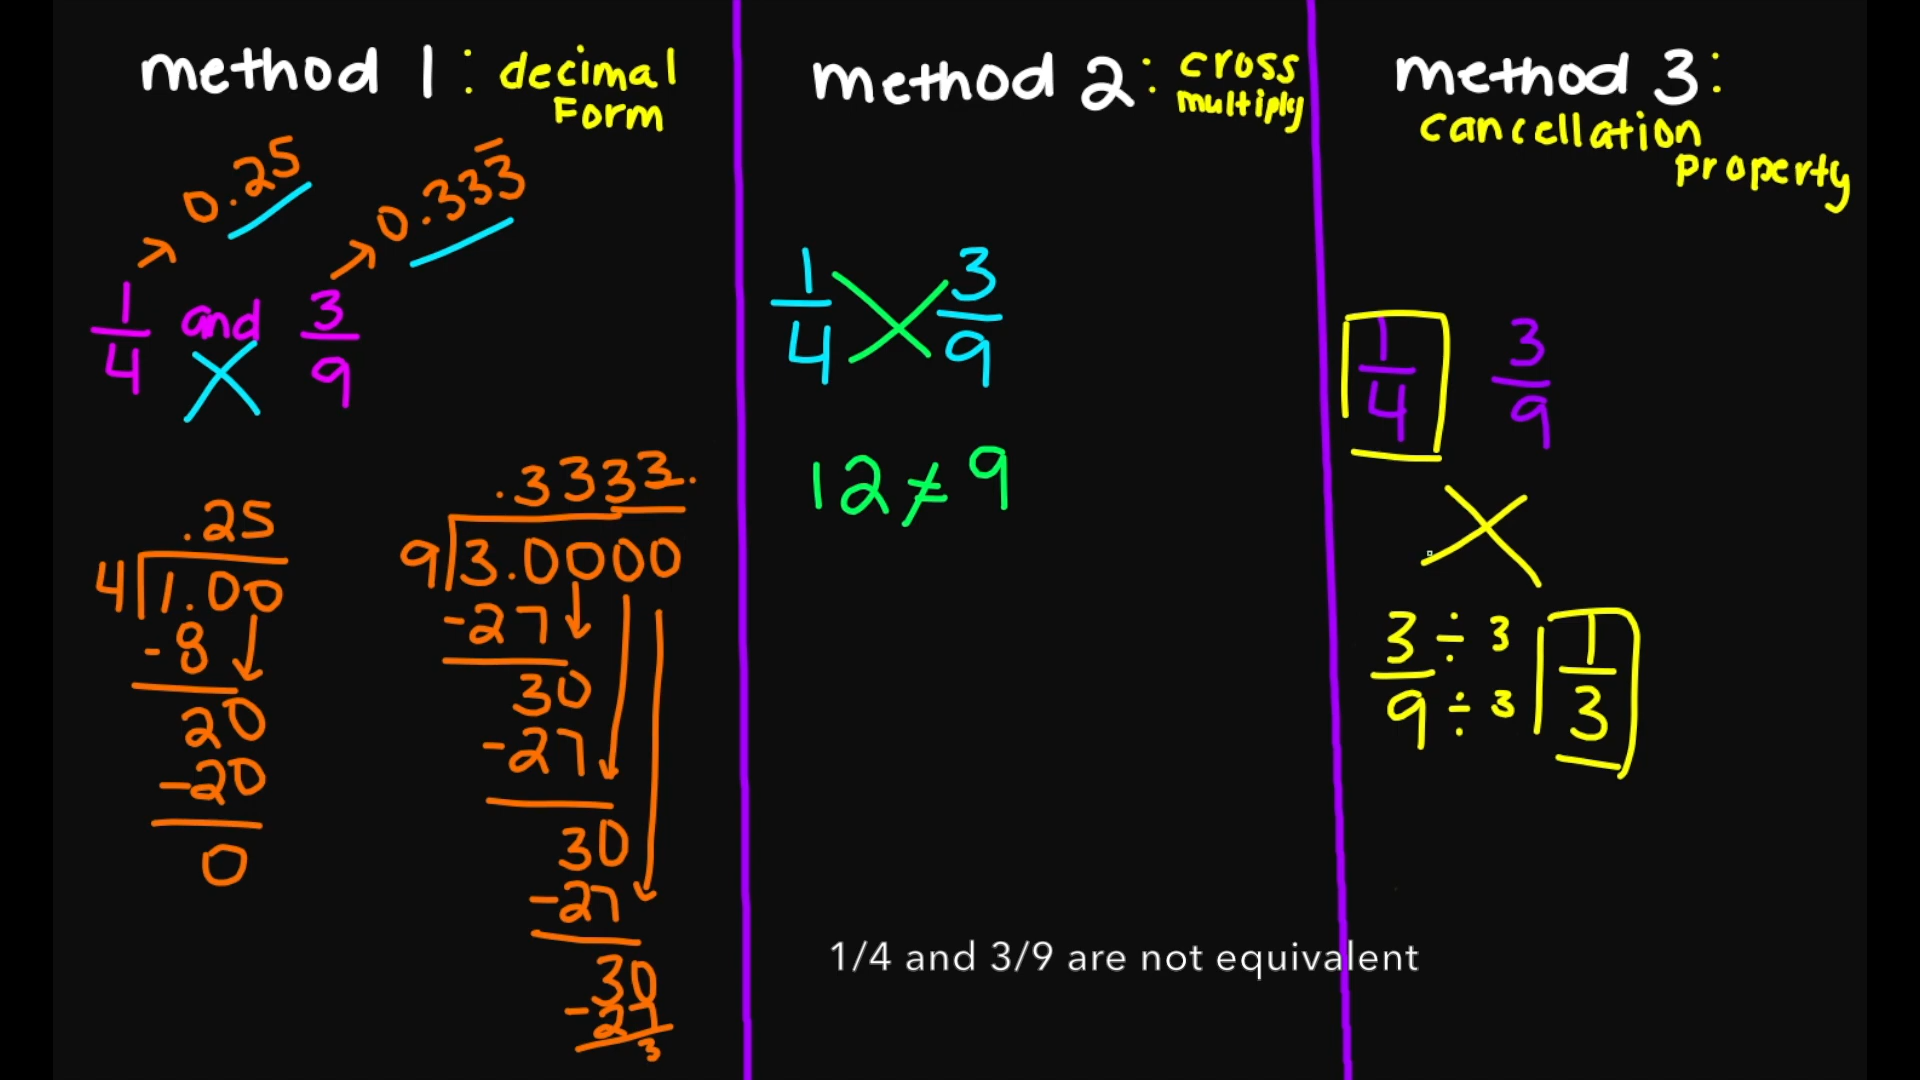 method 1: decimal
Form
0.25
0.333̅
1/4 and 3/9
X
.25
4)1.00
-8
20
-20
0
.3333.
9)3.0000
-27
30
-27
30
-27
30
-27
3
method 2: cross
multiply
1/4 3/9
12≠9
method 3:
cancellation
property
1/4 3/9
X
3÷3
9÷3
1/3
1/4 and 3/9 are not equivalent